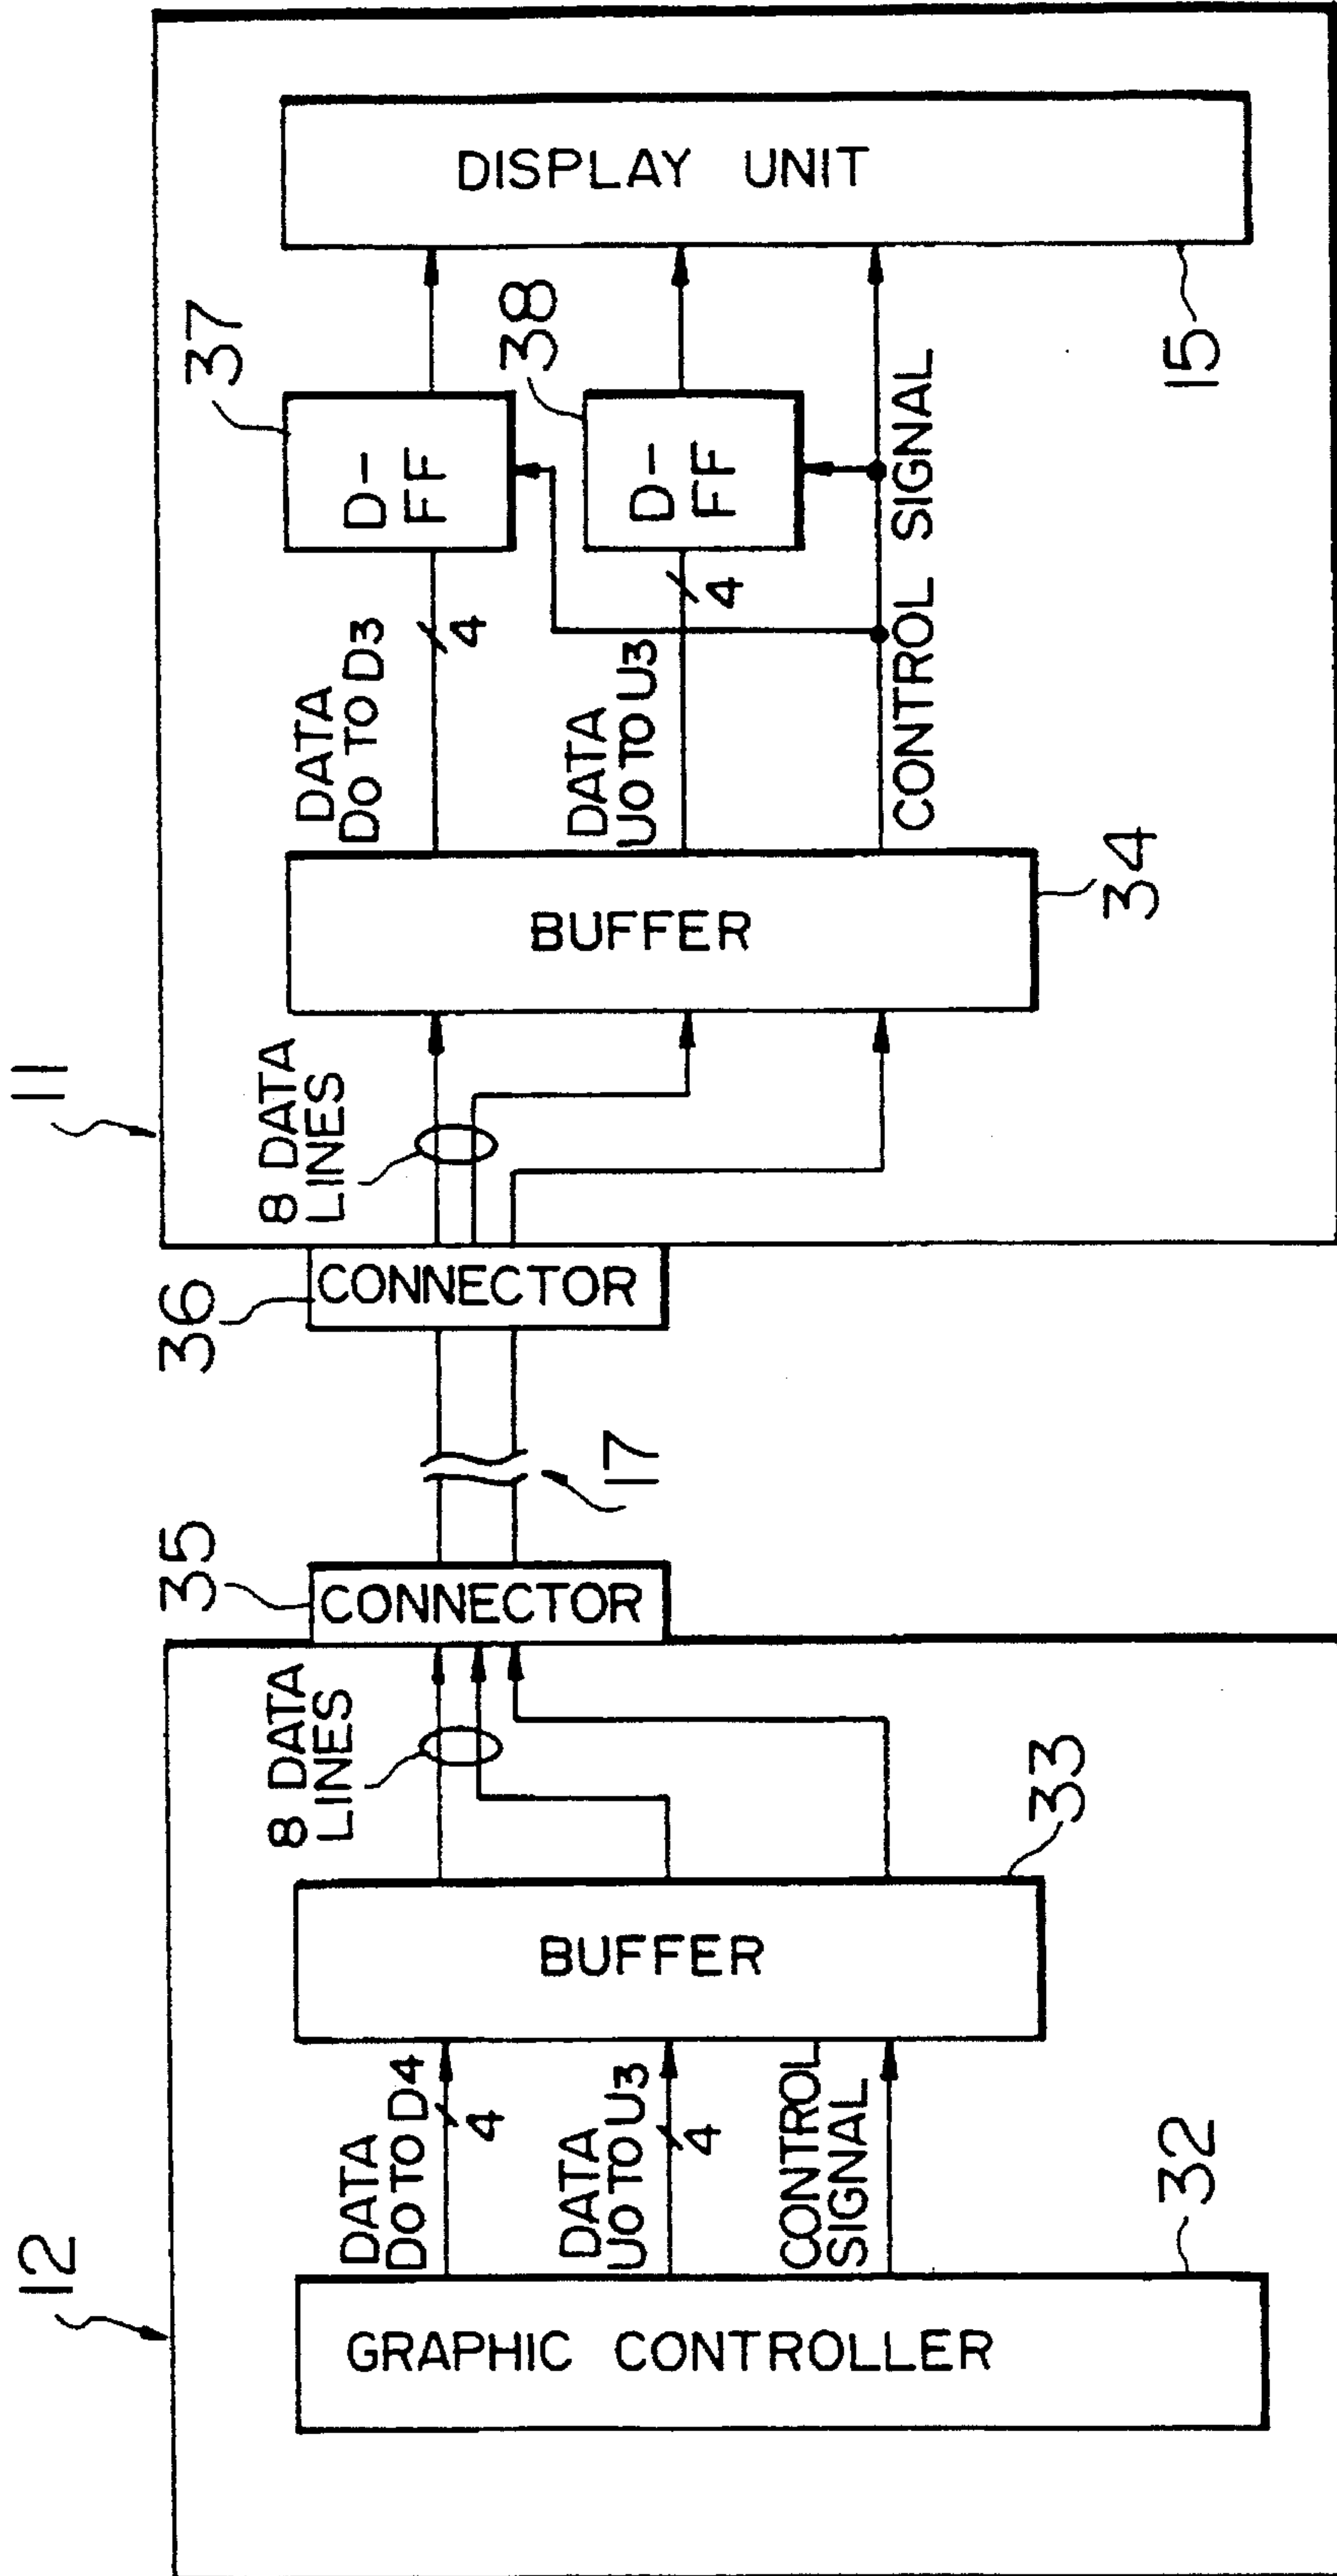 12
GRAPHIC CONTROLLER
32
DATA
D0 TO D4
4
DATA
U0 TO U3
4
CONTROL
SIGNAL
BUFFER
33
8 DATA
LINES
35
CONNECTOR
17
36
CONNECTOR
11
8 DATA
LINES
BUFFER
34
DATA
D0 TO D3
4
DATA
U0 TO U3
4
CONTROL SIGNAL
37
D-
FF
38
D-
FF
DISPLAY UNIT
15